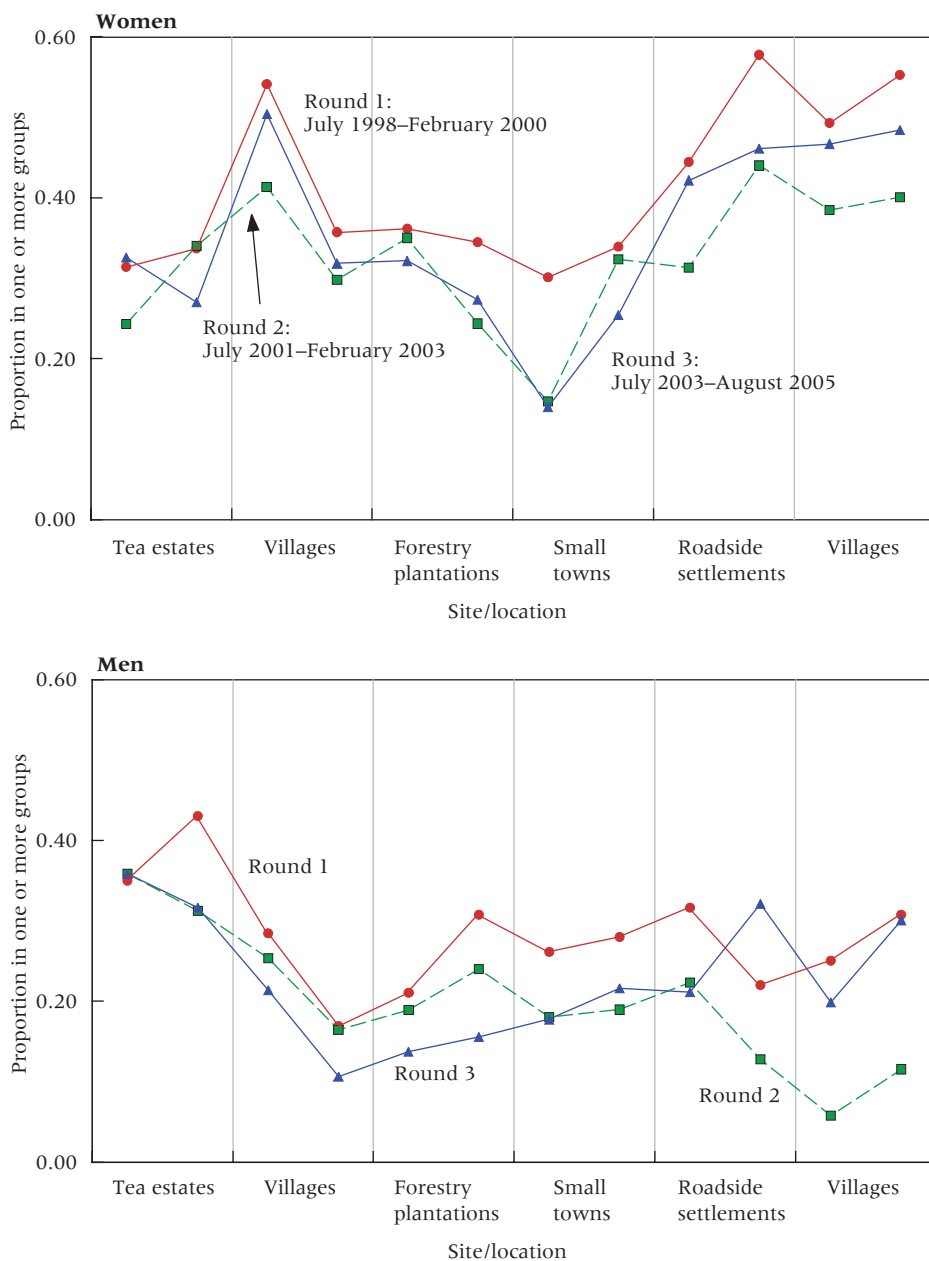 Women
0.60
0.40
0.20
0.00
Proportion in one or more groups
Round 1:
July 1998–February 2000
Round 2:
July 2001–February 2003
Round 3:
July 2003–August 2005
Tea estates
Villages
Forestry
plantations
Small
towns
Roadside
settlements
Villages
Site/location
Men
0.60
0.40
0.20
0.00
Proportion in one or more groups
Round 1
Round 3
Round 2
Tea estates
Villages
Forestry
plantations
Small
towns
Roadside
settlements
Villages
Site/location